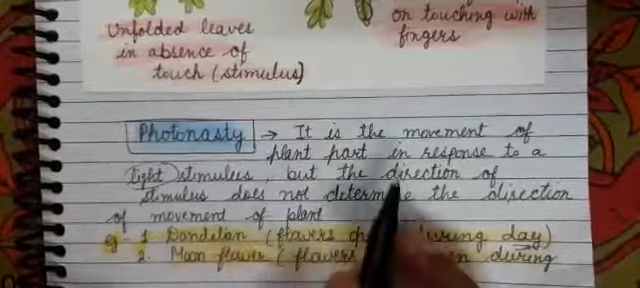 Unfolded leaves
in absence of
touch (stimulus)
on touching with
fingers
Photonasty → It is the movement of
plant part in response to a
light stimulus, but the direction of
stimulus does not determine the direction
of movement of plant
eg - 1. Dandelion (flowers during day)
2. Moon flower (flowers during